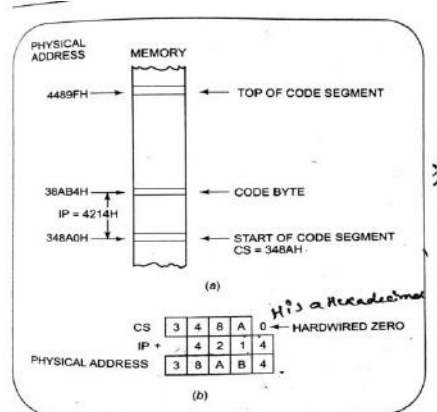 PHYSICAL
ADDRESS
MEMORY
4489FH
TOP OF CODE SEGMENT
38AB4H
CODE BYTE
IP = 4214H
348A0H
START OF CODE SEGMENT
CS = 348AH
(a)
H is a Hexadecimal
CS 3 4 8 A 0 HARDWIRED ZERO
IP + 4 2 1 4
PHYSICAL ADDRESS 3 8 A B 4
(b)